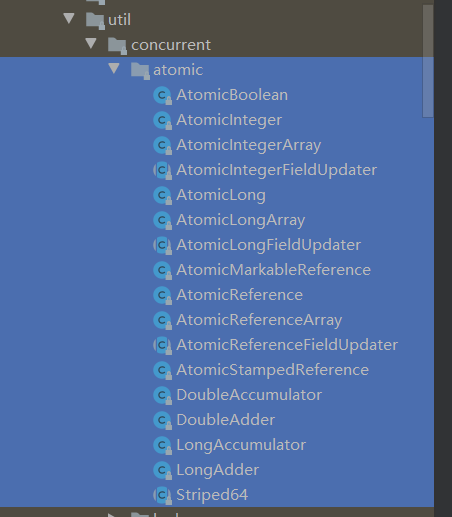 util
concurrent
atomic
AtomicBoolean
AtomicInteger
AtomicIntegerArray
AtomicIntegerFieldUpdater
AtomicLong
AtomicLongArray
AtomicLongFieldUpdater
AtomicMarkableReference
AtomicReference
AtomicReferenceArray
AtomicReferenceFieldUpdater
AtomicStampedReference
DoubleAccumulator
DoubleAdder
LongAccumulator
LongAdder
Striped64